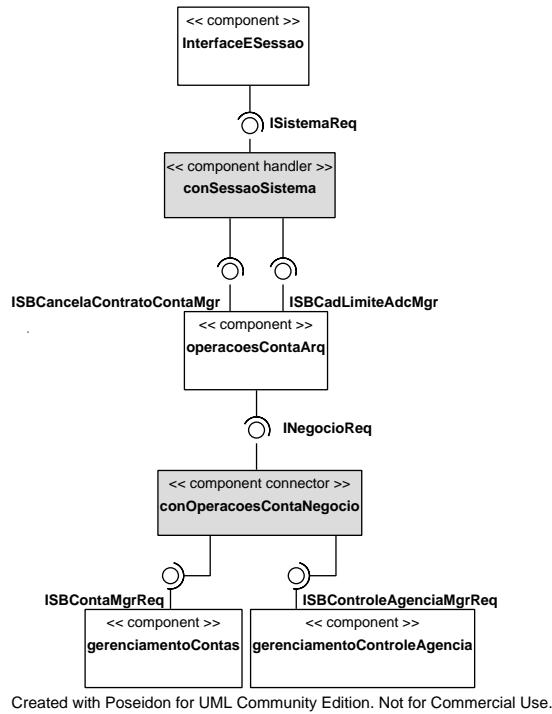 << component >>
InterfaceESessao
ISistemaReq
<< component handler >>
conSessaoSistema
ISBCancelaContratoContaMgr
ISBCadLimiteAdcMgr
<< component >>
operacoesContaArq
INegocioReq
<< component connector >>
conOperacoesContaNegocio
ISBContaMgrReq
ISBControleAgenciaMgrReq
<< component >>
gerenciamentoContas
<< component >>
gerenciamentoControleAgencia
Created with Poseidon for UML Community Edition. Not for Commercial Use.